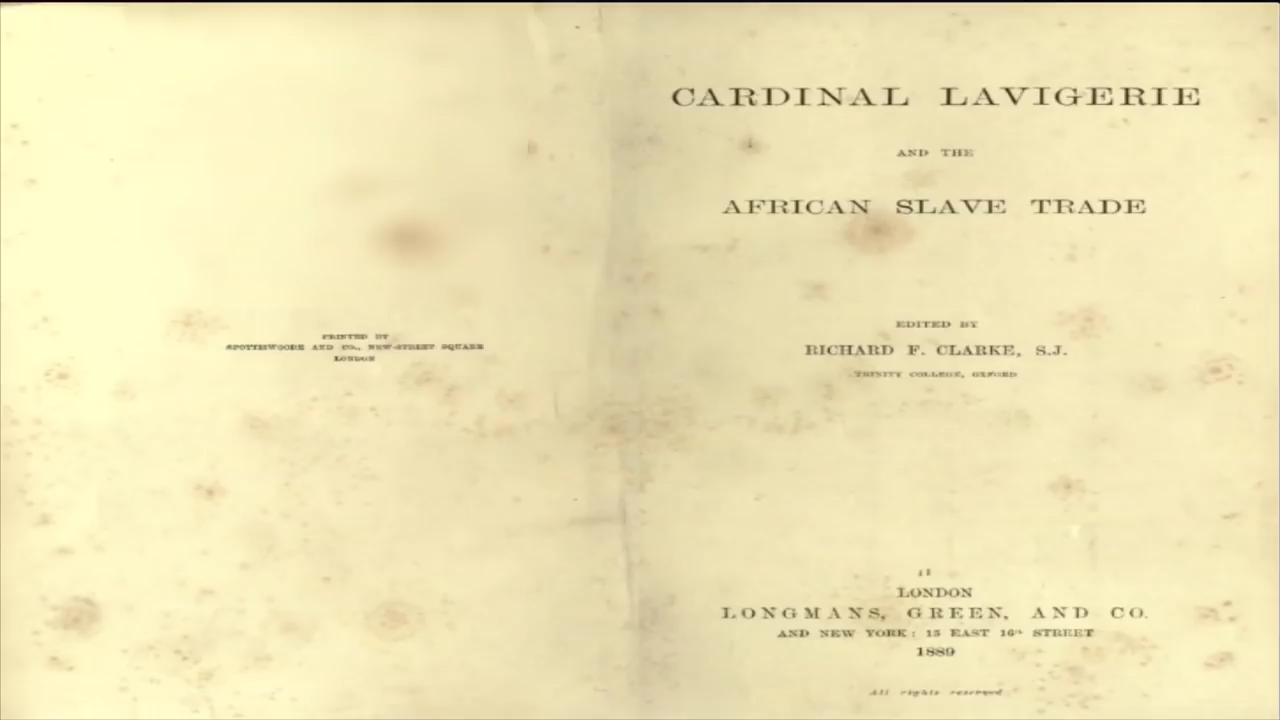 PRINTED BY
SPOTTISWOODE AND CO., NEW-STREET SQUARE
LONDON
CARDINAL LAVIGERIE
AND THE
AFRICAN SLAVE TRADE
EDITED BY
RICHARD F. CLARKE, S.J.
TRINITY COLLEGE, OXFORD
LONDON
LONGMANS, GREEN, AND CO.
AND NEW YORK : 15 EAST 16th STREET
1889
All rights reserved